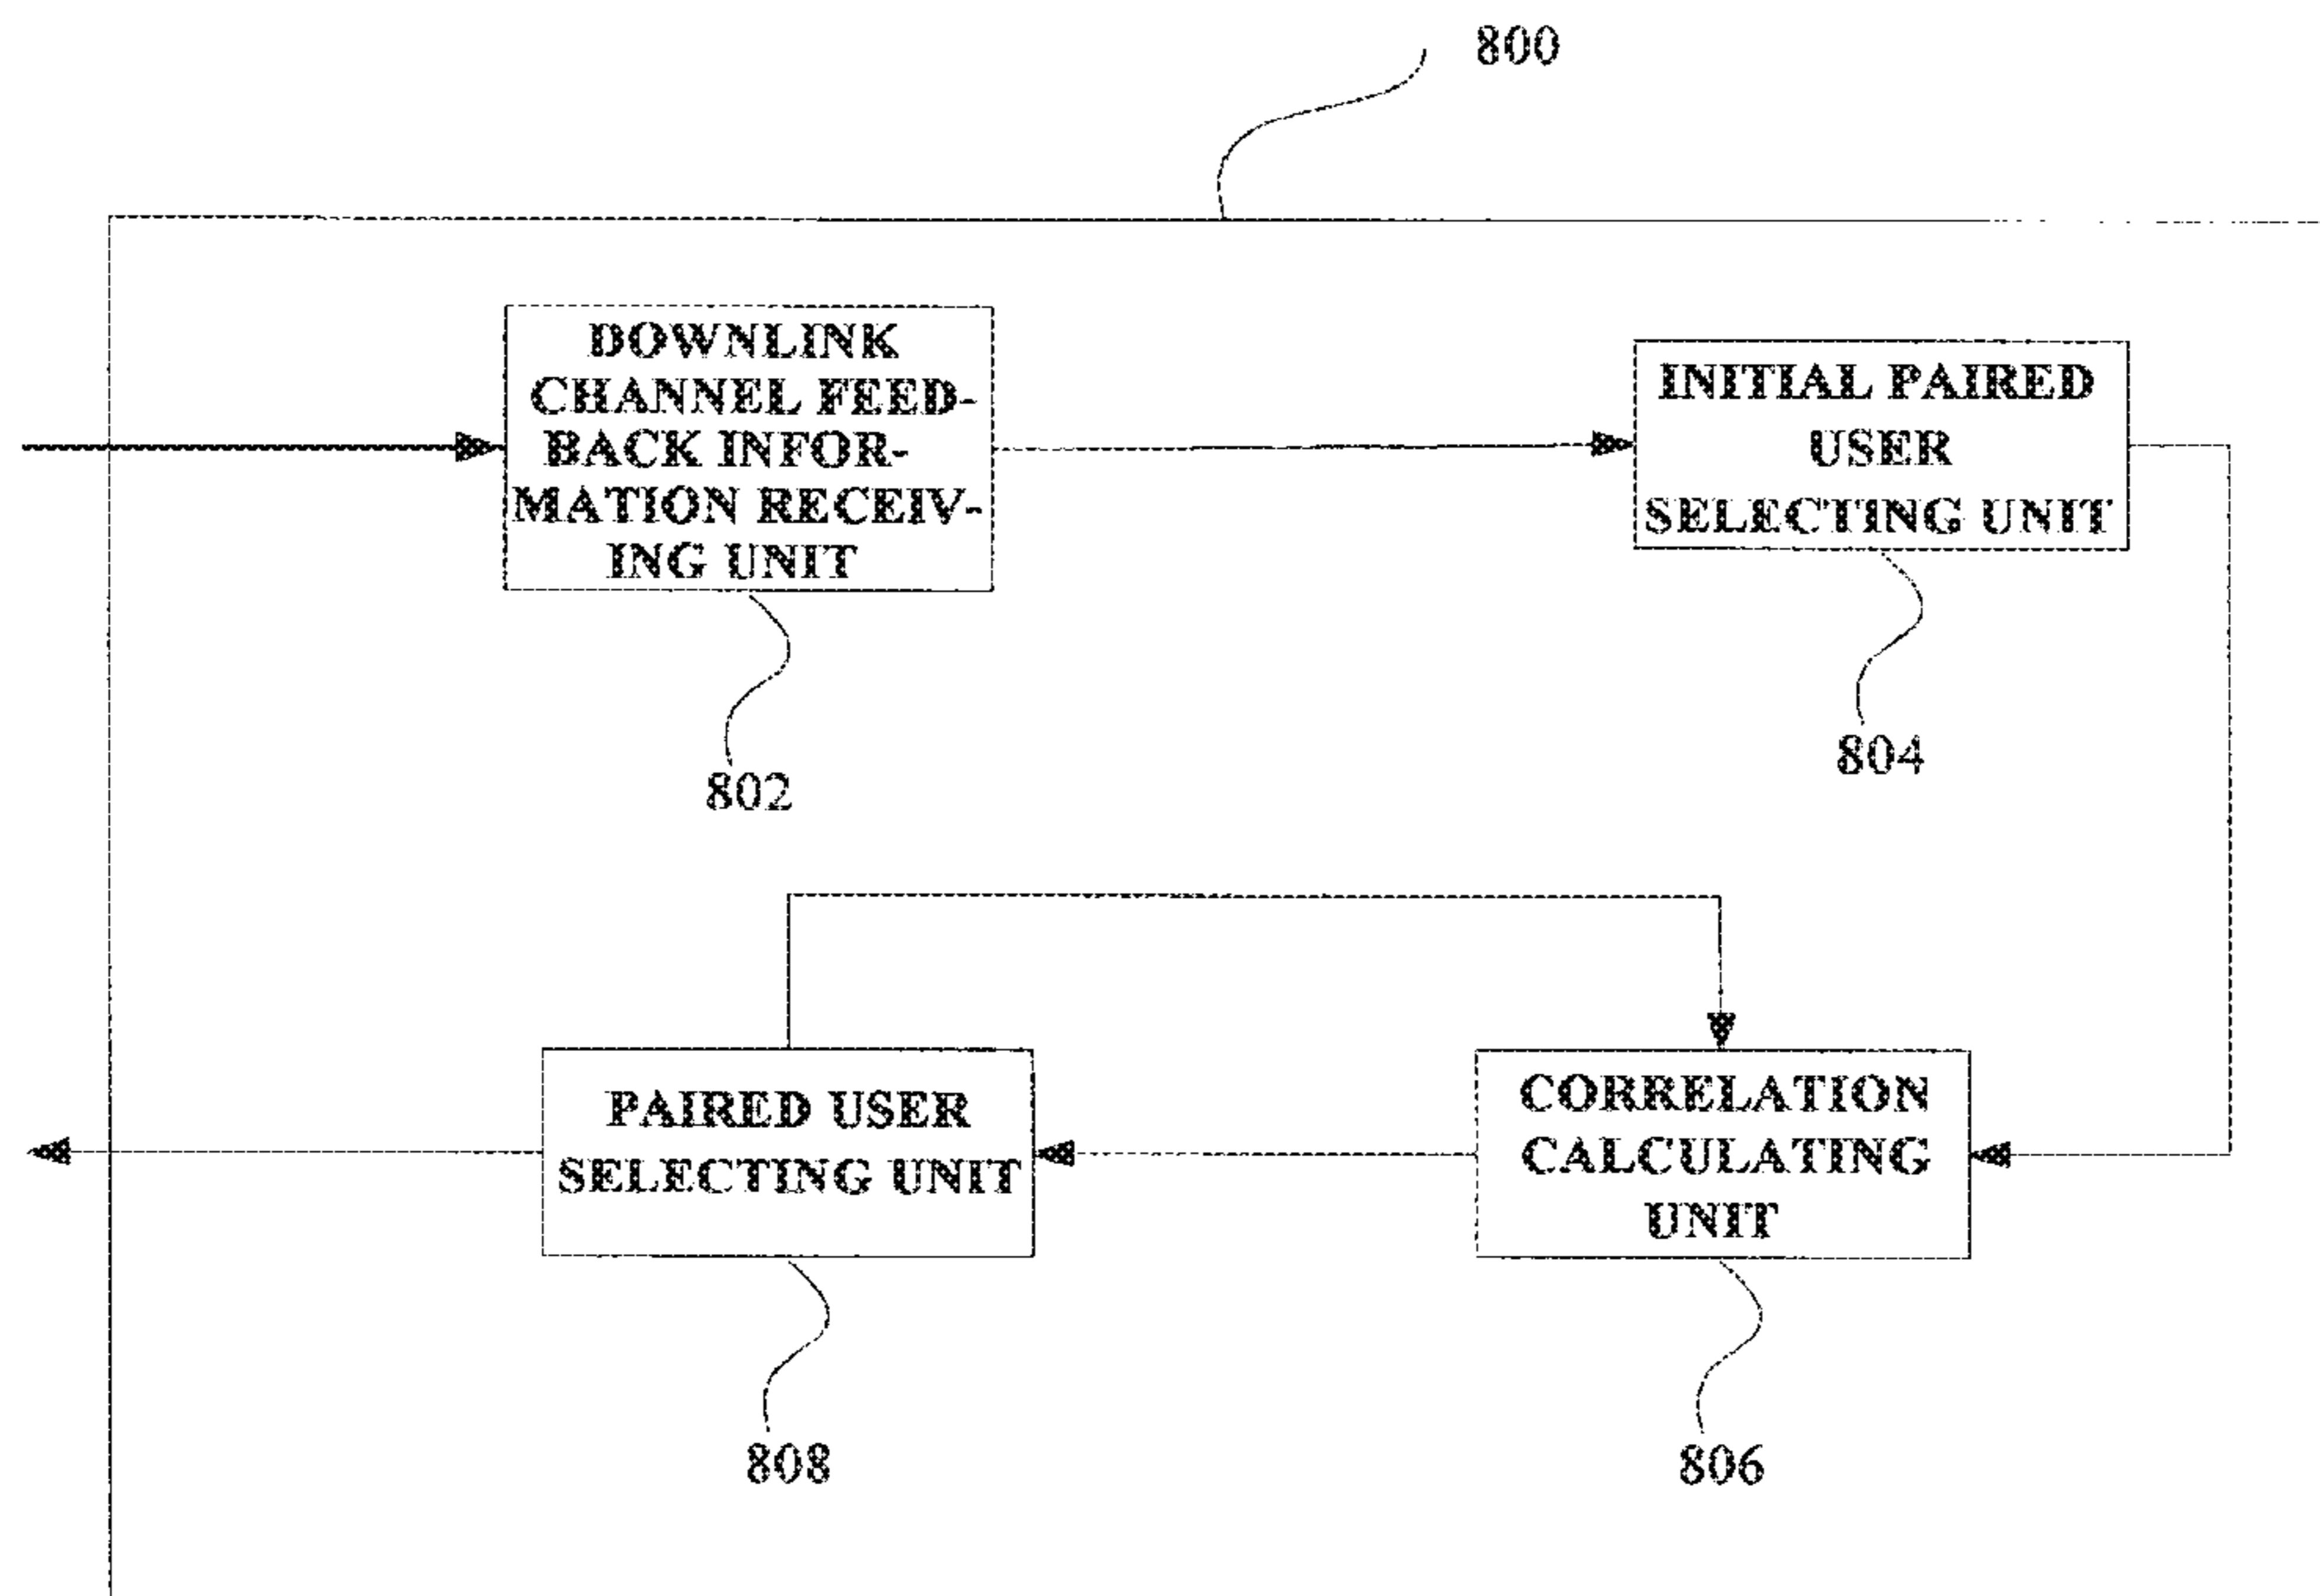 800
DOWNLINK
CHANNEL FEED-
BACK INFOR-
MATION RECEIV-
ING UNIT
802
INITIAL PAIRED
USER
SELECTING UNIT
804
PAIRED USER
SELECTING UNIT
808
CORRELATION
CALCULATING
UNIT
806